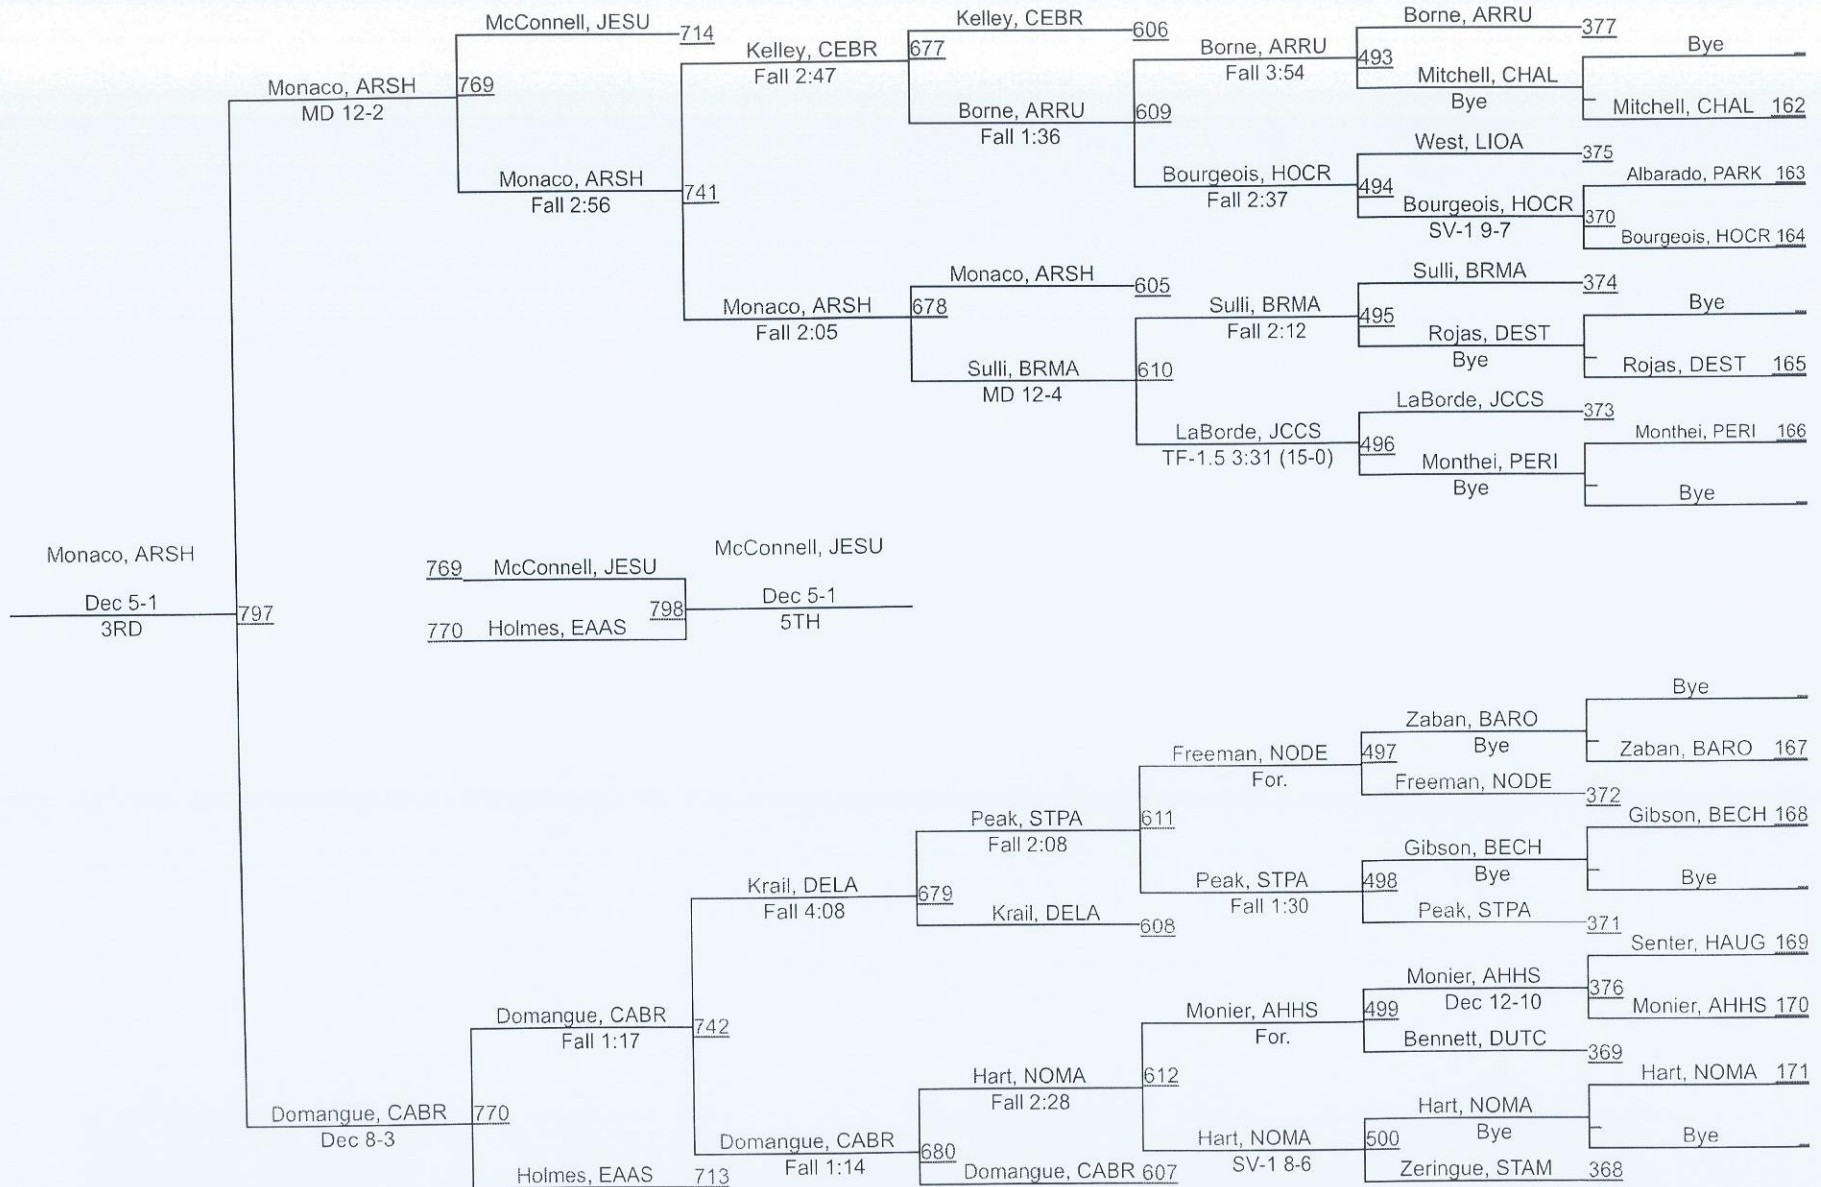 McConnell, JESU
714
Kelley, CEBR
606
Borne, ARRU
377
Bye
Kelley, CEBR
677
Fall 2:47
Borne, ARRU
493
Fall 3:54
Mitchell, CHAL
Bye
Mitchell, CHAL 162
Monaco, ARSH
769
MD 12-2
Borne, ARRU
609
Fall 1:36
West, LIOA
375
Albarado, PARK 163
Monaco, ARSH
741
Fall 2:56
Bourgeois, HOCR
494
Fall 2:37
Bourgeois, HOCR
370
SV-1 9-7
Bourgeois, HOCR 164
Monaco, ARSH
605
Sulli, BRMA
374
Bye
Monaco, ARSH
678
Fall 2:05
Sulli, BRMA
495
Fall 2:12
Rojas, DEST
Bye
Rojas, DEST 165
Sulli, BRMA
610
MD 12-4
LaBorde, JCCS
373
Monthei, PERI 166
LaBorde, JCCS
496
TF-1.5 3:31 (15-0)
Monthei, PERI
Bye
Bye
Monaco, ARSH
797
Dec 5-1
3RD
769 McConnell, JESU
McConnell, JESU
798
Dec 5-1
5TH
770 Holmes, EAAS
Bye
Zaban, BARO
Bye
Zaban, BARO 167
Freeman, NODE
497
For.
Freeman, NODE
372
Gibson, BECH 168
Peak, STPA
611
Fall 2:08
Gibson, BECH
Bye
Bye
Krail, DELA
679
Fall 4:08
Peak, STPA
498
Fall 1:30
Peak, STPA
371
Krail, DELA
608
Senter, HAUG 169
Monier, AHHS
376
Dec 12-10
Monier, AHHS 170
Domangue, CABR
742
Fall 1:17
Monier, AHHS
499
For.
Bennett, DUTC
369
Hart, NOMA
612
Fall 2:28
Hart, NOMA 171
Domangue, CABR
770
Dec 8-3
Hart, NOMA
Bye
Bye
Domangue, CABR
680
Fall 1:14
Hart, NOMA
500
SV-1 8-6
Holmes, EAAS 713
Domangue, CABR 607
Zeringue, STAM 368